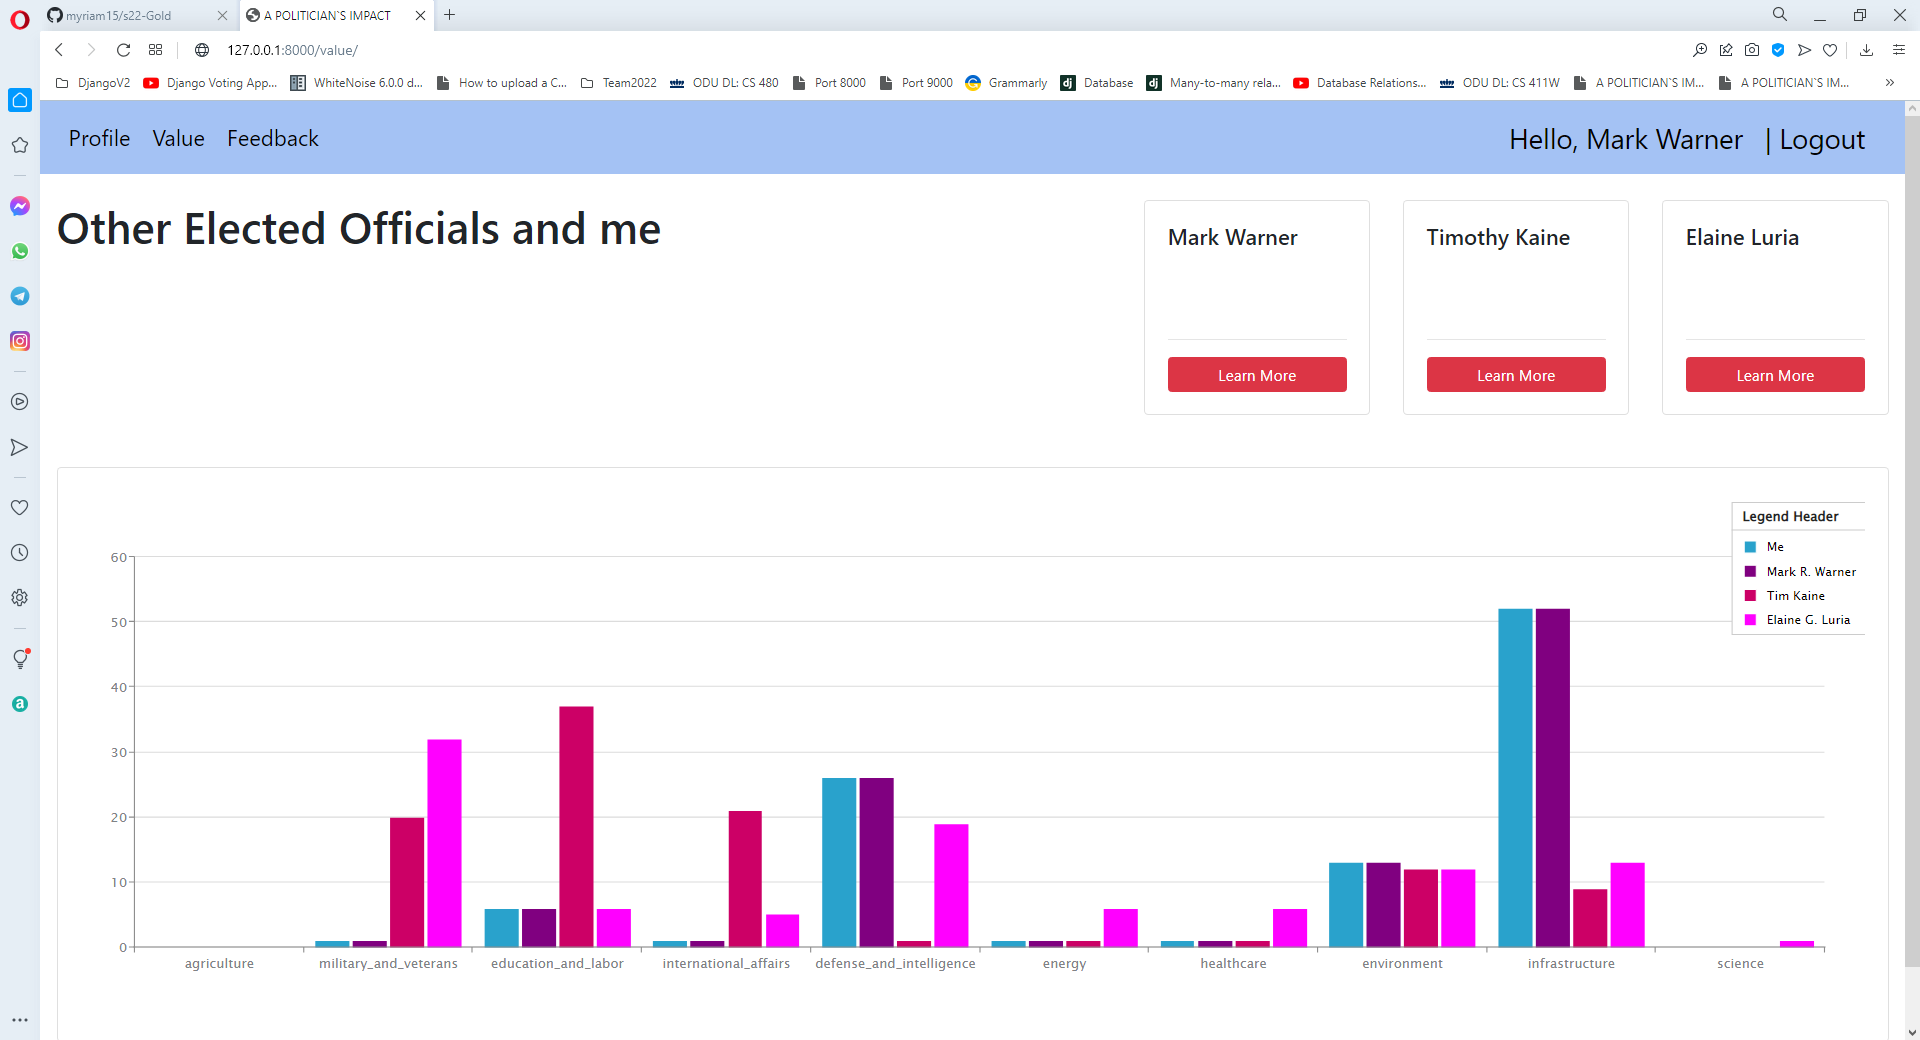 myriam15/s22-Gold
A POLITICIAN`S IMPACT
127.0.0.1:8000/value/
DjangoV2
Django Voting App...
WhiteNoise 6.0.0 d...
How to upload a C...
Team2022
ODU DL: CS 480
Port 8000
Port 9000
Grammarly
dj
Database
dj
Many-to-many rela...
Database Relations...
ODU DL: CS 411W
A POLITICIAN`S IM...
A POLITICIAN`S IM...
Profile Value Feedback
Hello, Mark Warner | Logout
Other Elected Officials and me
Mark Warner
Learn More
Timothy Kaine
Learn More
Elaine Luria
Learn More
Legend Header
Me
Mark R. Warner
Tim Kaine
Elaine G. Luria
60
50
40
30
20
10
0
agriculture
military_and_veterans
education_and_labor
international_affairs
defense_and_intelligence
energy
healthcare
environment
infrastructure
science